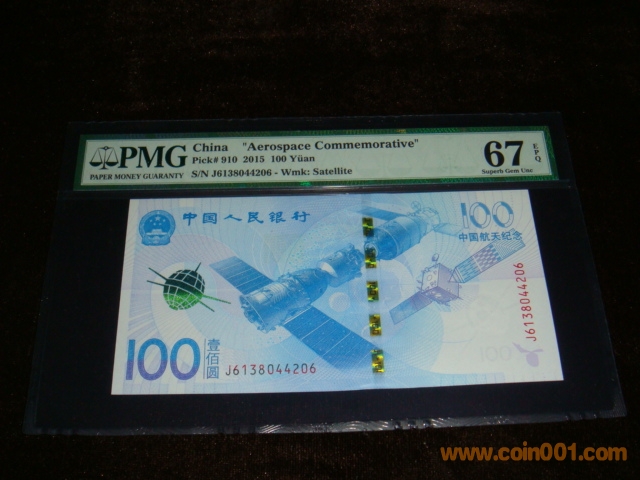 PMG
PAPER MONEY GUARANTY
China "Aerospace Commemorative"
Pick# 910 2015 100 Yüan
S/N J6138044206 - Wmk: Satellite
67 EPQ
Superb Gem Unc
中国人民银行
100
中国航天纪念
J6138044206
100 壹佰圆
J6138044206
www.coin001.com